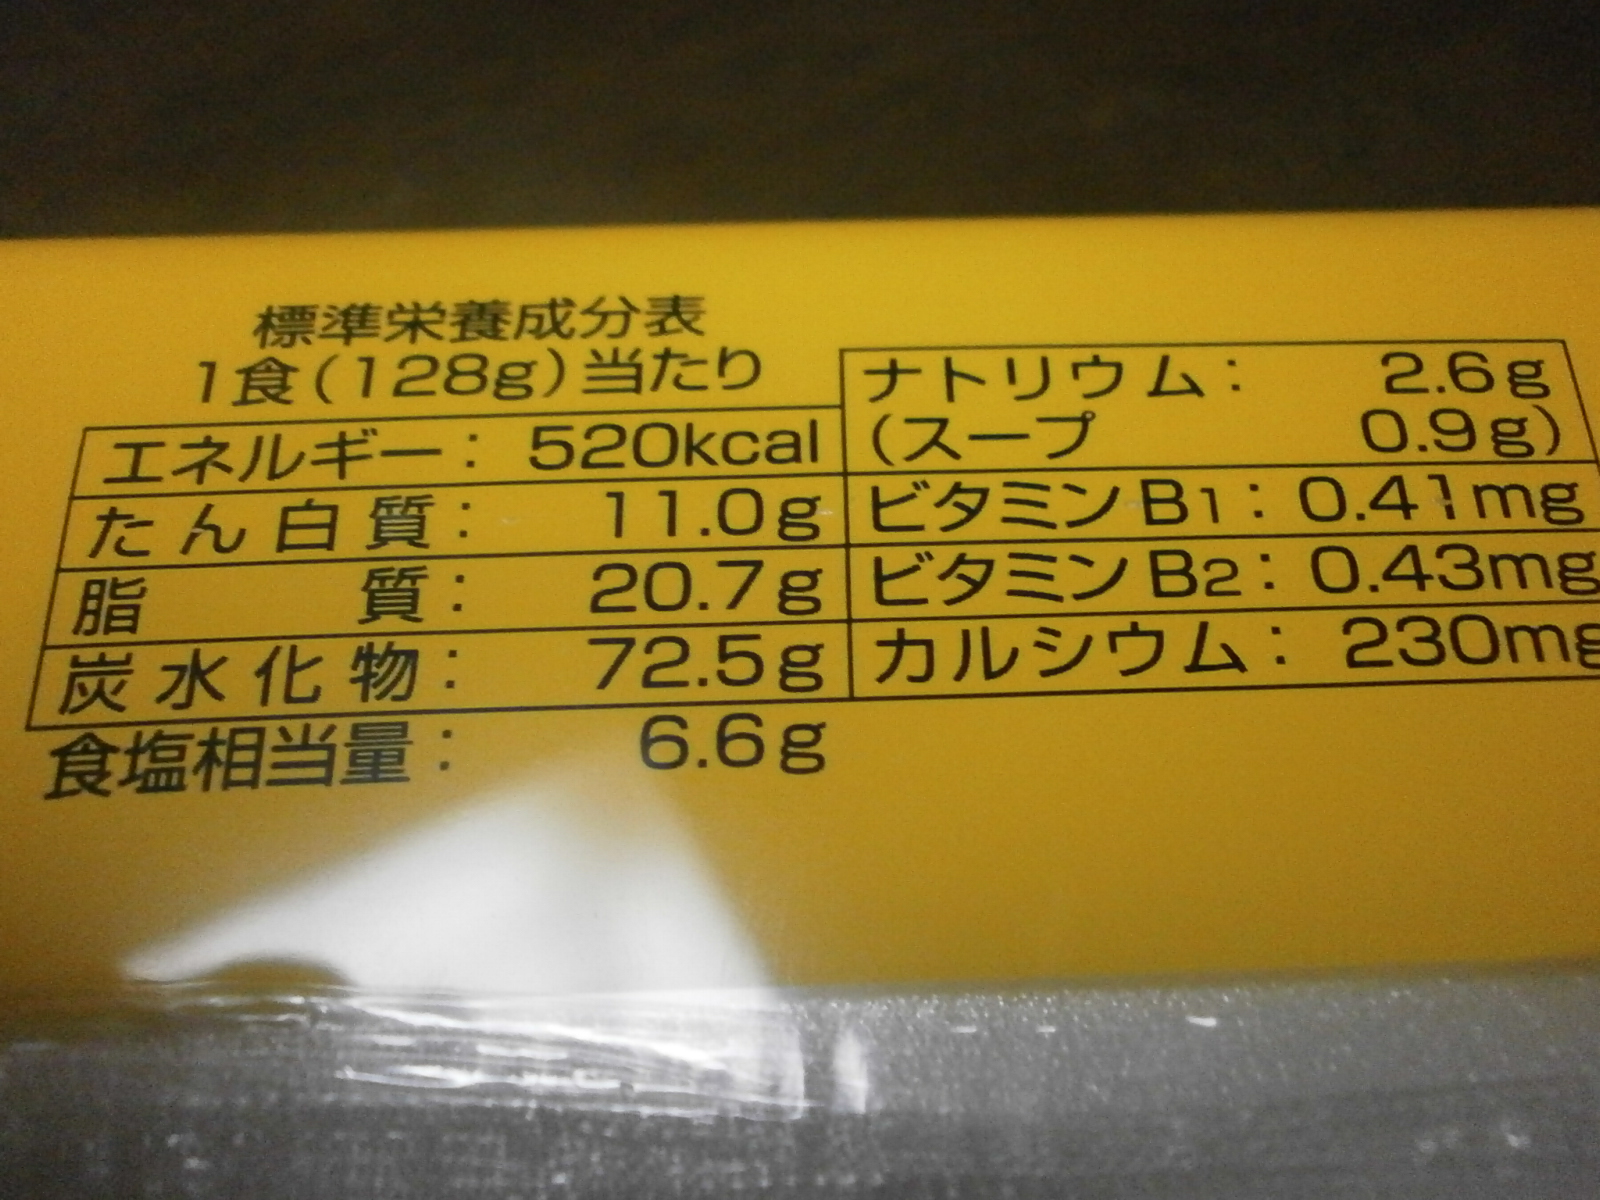 標準栄養成分表
1食(128g)当たり
エネルギー: 520kcal
たん白質: 11.0g
脂質: 20.7g
炭水化物: 72.5g
食塩相当量: 6.6g
ナトリウム: 2.6g
(スープ 0.9g)
ビタミンB1: 0.41mg
ビタミンB2: 0.43mg
カルシウム: 230mg